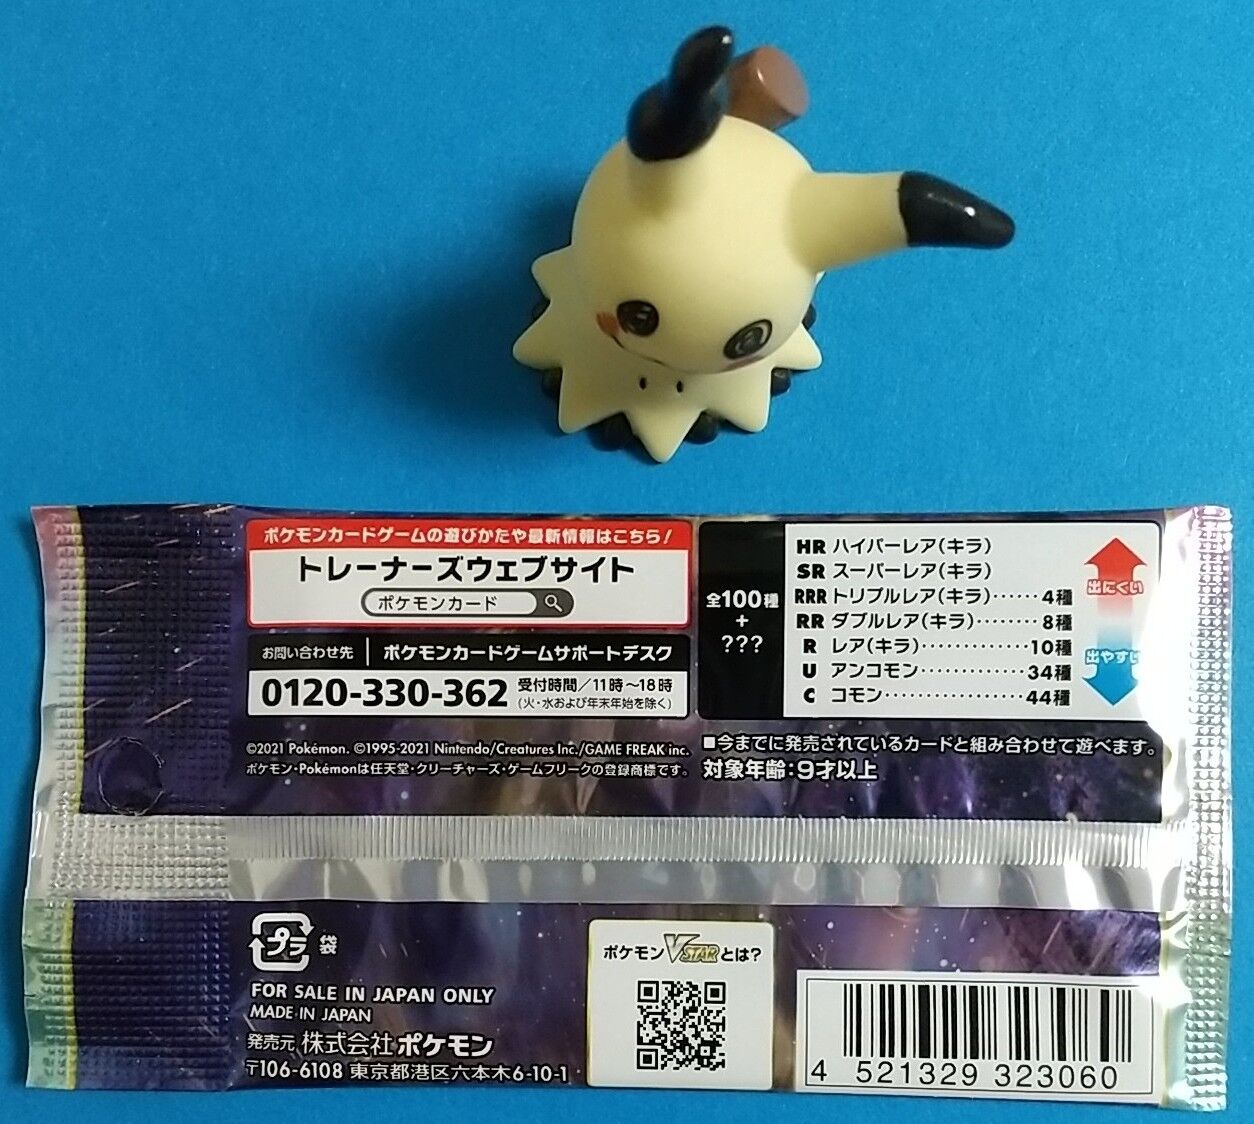 ポケモンカードゲームの遊びかたや最新情報はこちら!
トレーナーズウェブサイト
ポケモンカード
お問い合わせ先 ポケモンカードゲームサポートデスク
0120-330-362 受付時間/11時〜18時
(火・水および年末年始を除く)
©2021 Pokémon. ©1995-2021 Nintendo/Creatures Inc./GAME FREAK inc.
ポケモン・Pokémonは任天堂・クリーチャーズ・ゲームフリークの登録商標です。
全100種
+
???
HR ハイパーレア(キラ)
SR スーパーレア(キラ)
RRR トリプルレア(キラ)······4種
RR ダブルレア(キラ)········8種
R レア(キラ)·············10種
U アンコモン············34種
C コモン················44種
出にくい
出やすい
■今までに発売されているカードと組み合わせて遊べます。
対象年齢:9才以上
プラ 袋
FOR SALE IN JAPAN ONLY
MADE IN JAPAN
発売元 株式会社ポケモン
〒106-6108 東京都港区六本木6-10-1
ポケモンVSTARとは?
4 521329 323060